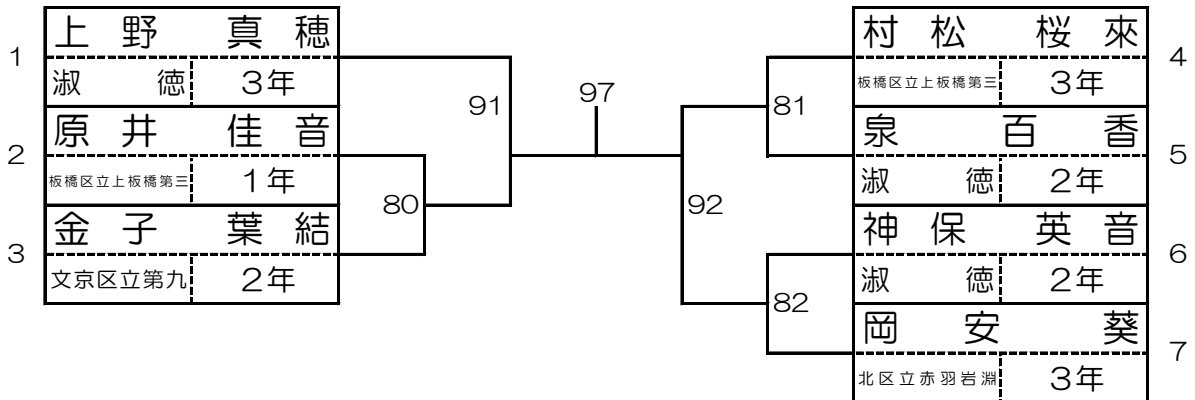 1
上野 真穂
淑徳 3年
2
原井 佳音
板橋区立上板橋第三 1年
3
金子 葉結
文京区立第九 2年
91
80
97
92
81
82
村松 桜來
板橋区立上板橋第三 3年
4
泉 百香
淑徳 2年
5
神保 英音
淑徳 2年
6
岡安 葵
北区立赤羽岩淵 3年
7